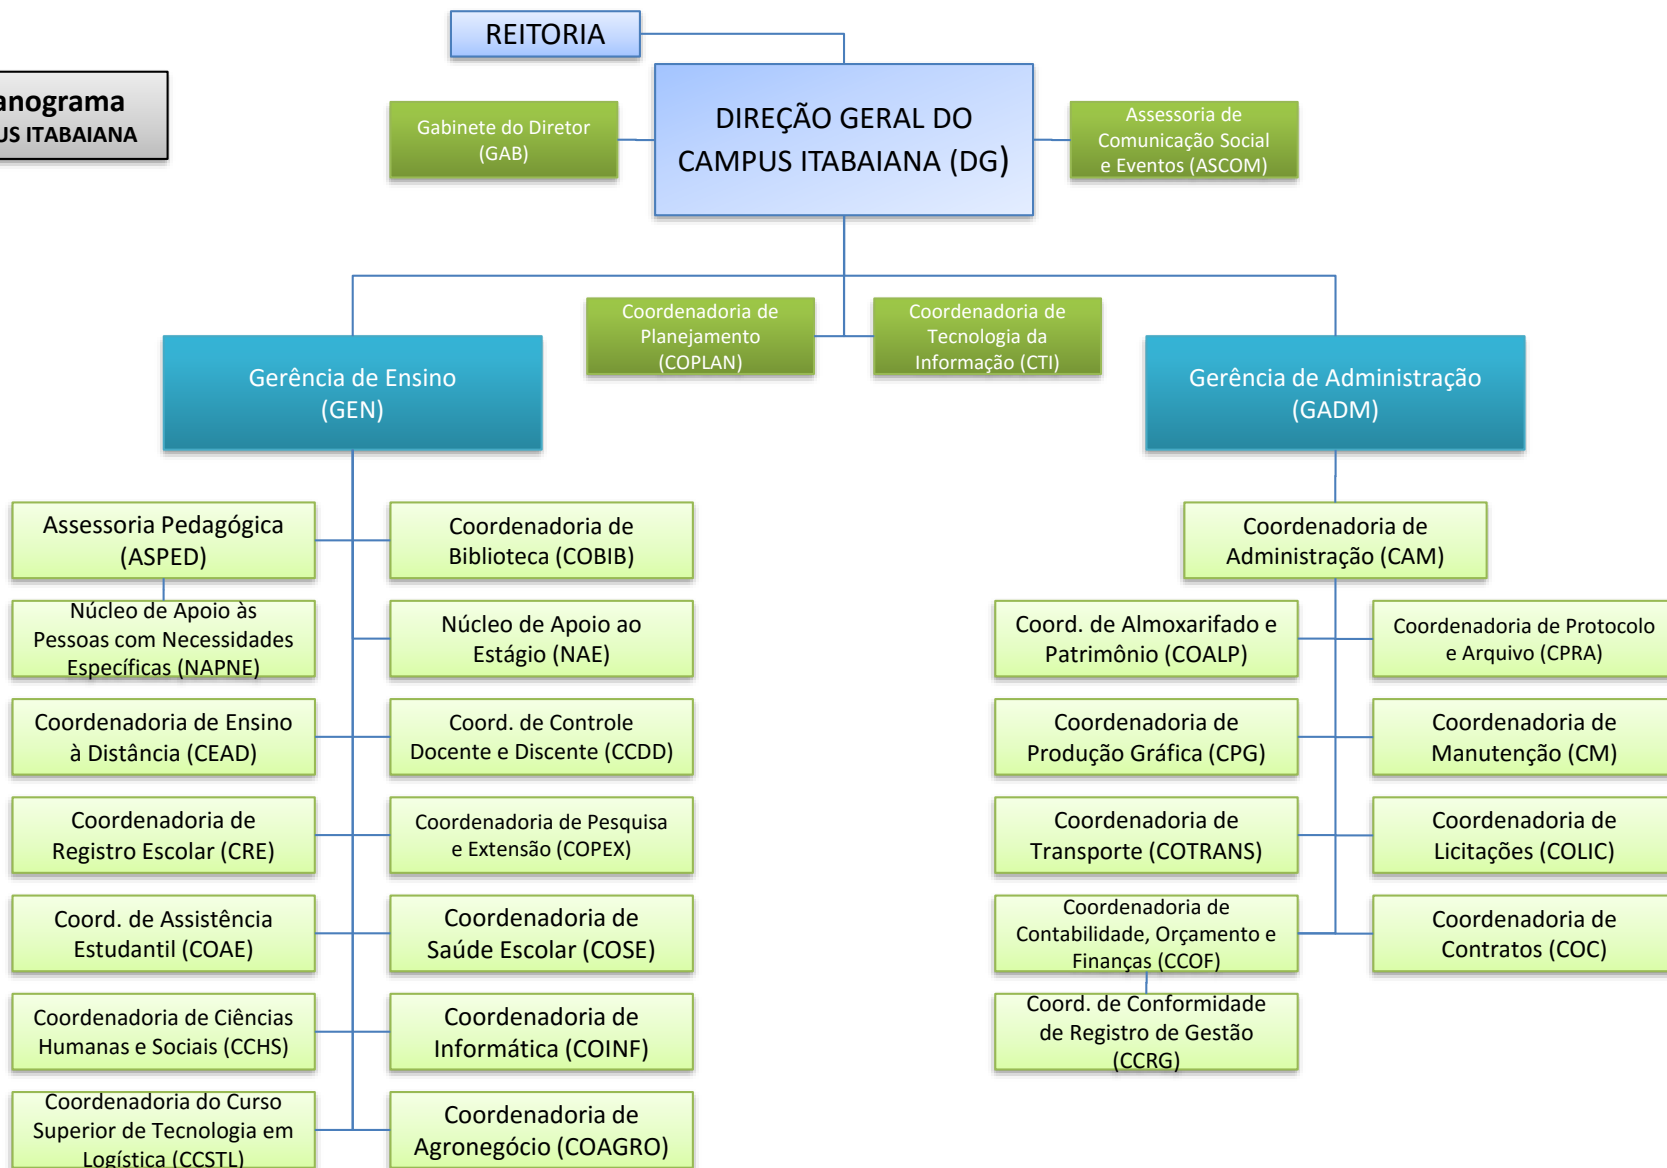 REITORIA
anograma
US ITABAIANA
Gabinete do Diretor
(GAB)
DIREÇÃO GERAL DO
CAMPUS ITABAIANA (DG)
Assessoria de
Comunicação Social
e Eventos (ASCOM)
Coordenadoria de
Planejamento
(COPLAN)
Coordenadoria de
Tecnologia da
Informação (CTI)
Gerência de Ensino
(GEN)
Gerência de Administração
(GADM)
Assessoria Pedagógica
(ASPED)
Coordenadoria de
Biblioteca (COBIB)
Coordenadoria de
Administração (CAM)
Núcleo de Apoio às
Pessoas com Necessidades
Específicas (NAPNE)
Núcleo de Apoio ao
Estágio (NAE)
Coord. de Almoxarifado e
Patrimônio (COALP)
Coordenadoria de Protocolo
e Arquivo (CPRA)
Coordenadoria de Ensino
à Distância (CEAD)
Coord. de Controle
Docente e Discente (CCDD)
Coordenadoria de
Produção Gráfica (CPG)
Coordenadoria de
Manutenção (CM)
Coordenadoria de
Registro Escolar (CRE)
Coordenadoria de Pesquisa
e Extensão (COPEX)
Coordenadoria de
Transporte (COTRANS)
Coordenadoria de
Licitações (COLIC)
Coord. de Assistência
Estudantil (COAE)
Coordenadoria de
Saúde Escolar (COSE)
Coordenadoria de
Contabilidade, Orçamento e
Finanças (CCOF)
Coordenadoria de
Contratos (COC)
Coordenadoria de Ciências
Humanas e Sociais (CCHS)
Coordenadoria de
Informática (COINF)
Coord. de Conformidade
de Registro de Gestão
(CCRG)
Coordenadoria do Curso
Superior de Tecnologia em
Logística (CCSTL)
Coordenadoria de
Agronegócio (COAGRO)